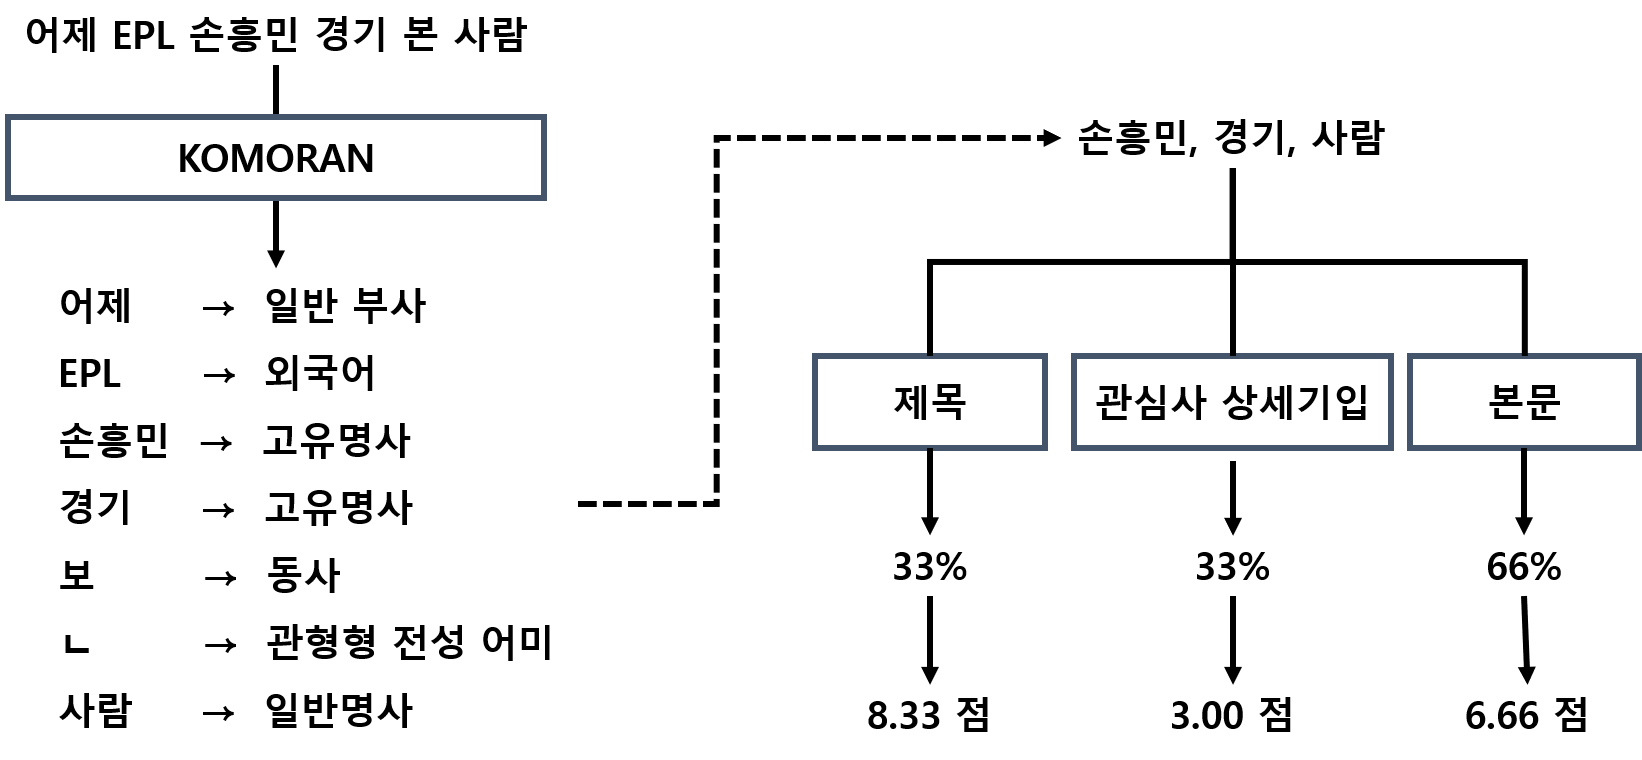 어제 EPL 손흥민 경기 본 사람
KOMORAN
어제 → 일반 부사
EPL → 외국어
손흥민 → 고유명사
경기 → 고유명사
보 → 동사
ㄴ → 관형형 전성 어미
사람 → 일반명사
손흥민, 경기, 사람
제목 관심사 상세기입 본문
33% 33% 66%
8.33 점 3.00 점 6.66 점